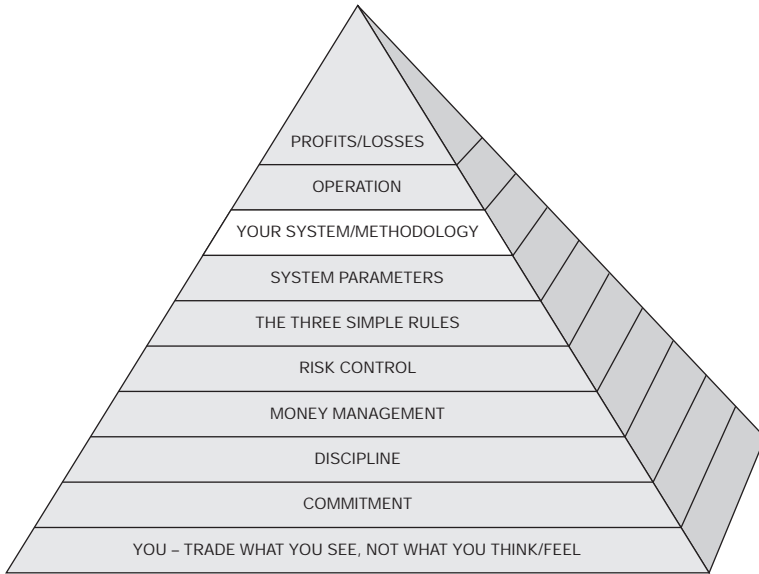 PROFITS/LOSSES
OPERATION
YOUR SYSTEM/METHODOLOGY
SYSTEM PARAMETERS
THE THREE SIMPLE RULES
RISK CONTROL
MONEY MANAGEMENT
DISCIPLINE
COMMITMENT
YOU – TRADE WHAT YOU SEE, NOT WHAT YOU THINK/FEEL